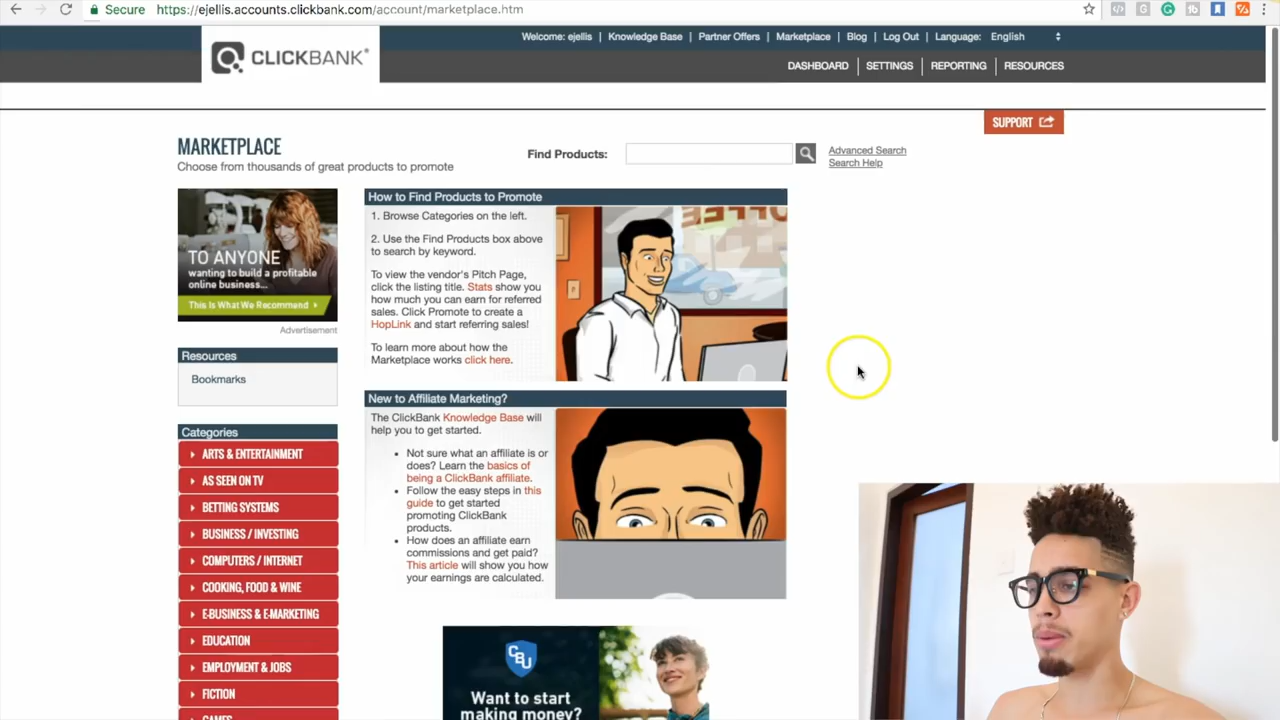 Secure
https://ejellis.accounts.clickbank.com/account/marketplace.htm
Welcome: ejellis | Knowledge Base | Partner Offers | Marketplace | Blog | Log Out | Language: English
CLICKBANK®
DASHBOARD | SETTINGS | REPORTING | RESOURCES
SUPPORT
MARKETPLACE
Choose from thousands of great products to promote
Find Products:
Advanced Search
Search Help
TO ANYONE
wanting to build a profitable
online business...
This Is What We Recommend
Advertisement
Resources
Bookmarks
Categories
ARTS & ENTERTAINMENT
AS SEEN ON TV
BETTING SYSTEMS
BUSINESS / INVESTING
COMPUTERS / INTERNET
COOKING, FOOD & WINE
E-BUSINESS & E-MARKETING
EDUCATION
EMPLOYMENT & JOBS
FICTION
GAMES
How to Find Products to Promote
1. Browse Categories on the left.
2. Use the Find Products box above
to search by keyword.
To view the vendor's Pitch Page,
click the listing title. Stats show you
how much you can earn for referred
sales. Click Promote to create a
HopLink and start referring sales!
To learn more about how the
Marketplace works click here.
COFFEE
New to Affiliate Marketing?
The ClickBank Knowledge Base will
help you to get started.
• Not sure what an affiliate is or
does? Learn the basics of
being a ClickBank affiliate.
• Follow the easy steps in this
guide to get started
promoting ClickBank
products.
• How does an affiliate earn
commissions and get paid?
This article will show you how
your earnings are calculated.
CBU
Want to start
making money?